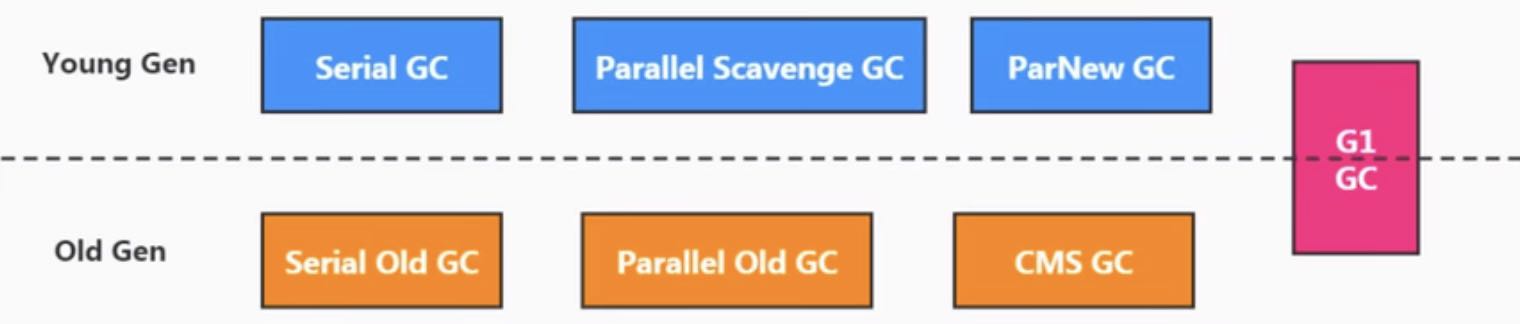 Young Gen
Serial GC
Parallel Scavenge GC
ParNew GC
G1
GC
Old Gen
Serial Old GC
Parallel Old GC
CMS GC